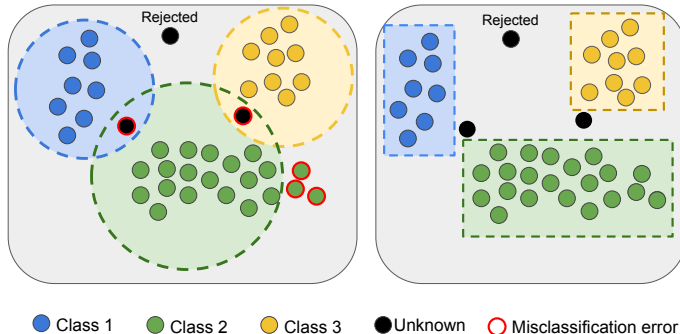 Rejected
Rejected
Class 1
Class 2
Class 3
Unknown
Misclassification error